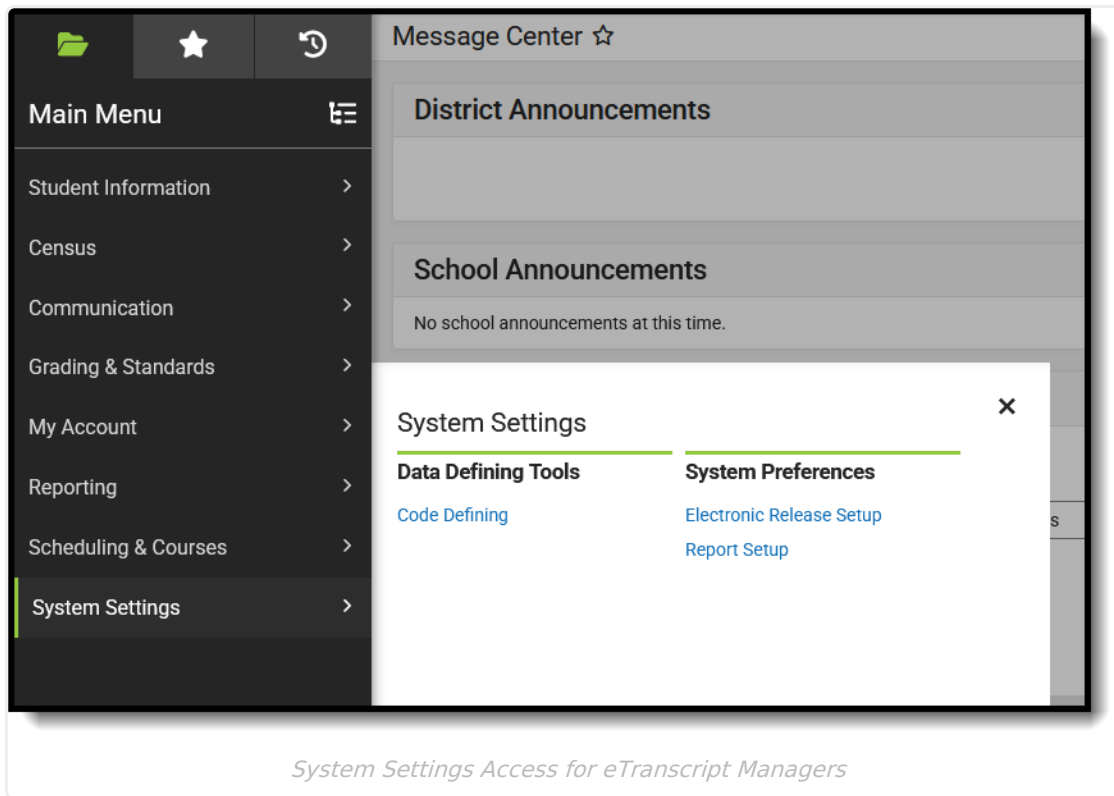 Message Center
Main Menu
District Announcements
Student Information
Census
Communication
Grading & Standards
My Account
Reporting
Scheduling & Courses
System Settings
School Announcements
No school announcements at this time.
System Settings
Data Defining Tools
Code Defining
System Preferences
Electronic Release Setup
Report Setup
s
System Settings Access for eTranscript Managers